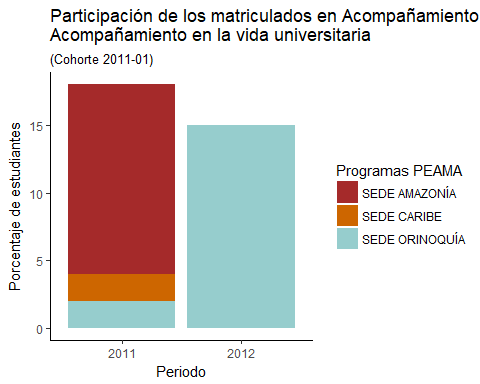 Participación de los matriculados en Acompañamiento
Acompañamiento en la vida universitaria
(Cohorte 2011-01)
Porcentaje de estudiantes
15
10
5
0
2011
2012
Periodo
Programas PEAMA
SEDE AMAZONÍA
SEDE CARIBE
SEDE ORINOQUÍA